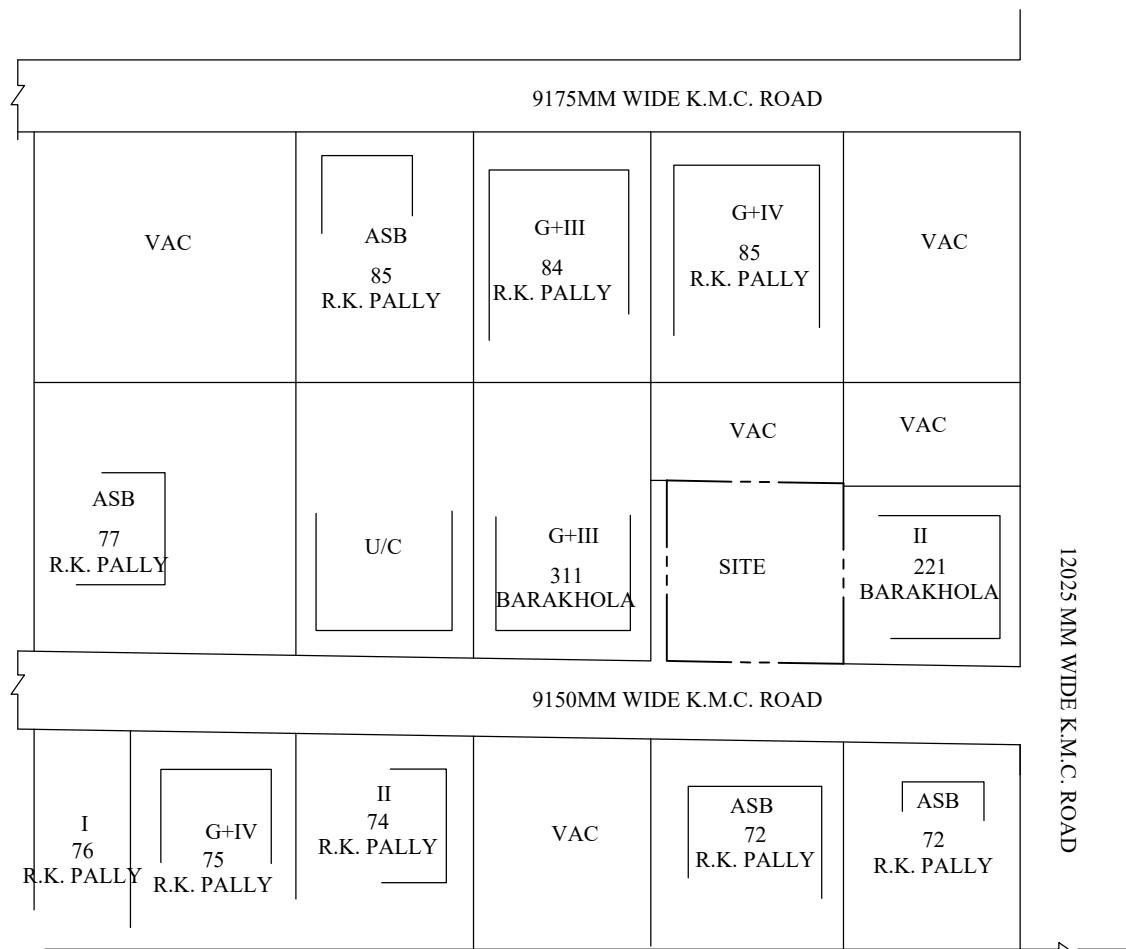 9175MM WIDE K.M.C. ROAD
VAC
ASB
85
R.K. PALLY
G+III
84
R.K. PALLY
G+IV
85
R.K. PALLY
VAC
VAC
VAC
ASB
77
R.K. PALLY
U/C
G+III
311
BARAKHOLA
SITE
II
221
BARAKHOLA
12025 MM WIDE K.M.C. ROAD
9150MM WIDE K.M.C. ROAD
I
76
R.K. PALLY
G+IV
75
R.K. PALLY
II
74
R.K. PALLY
VAC
ASB
72
R.K. PALLY
ASB
72
R.K. PALLY